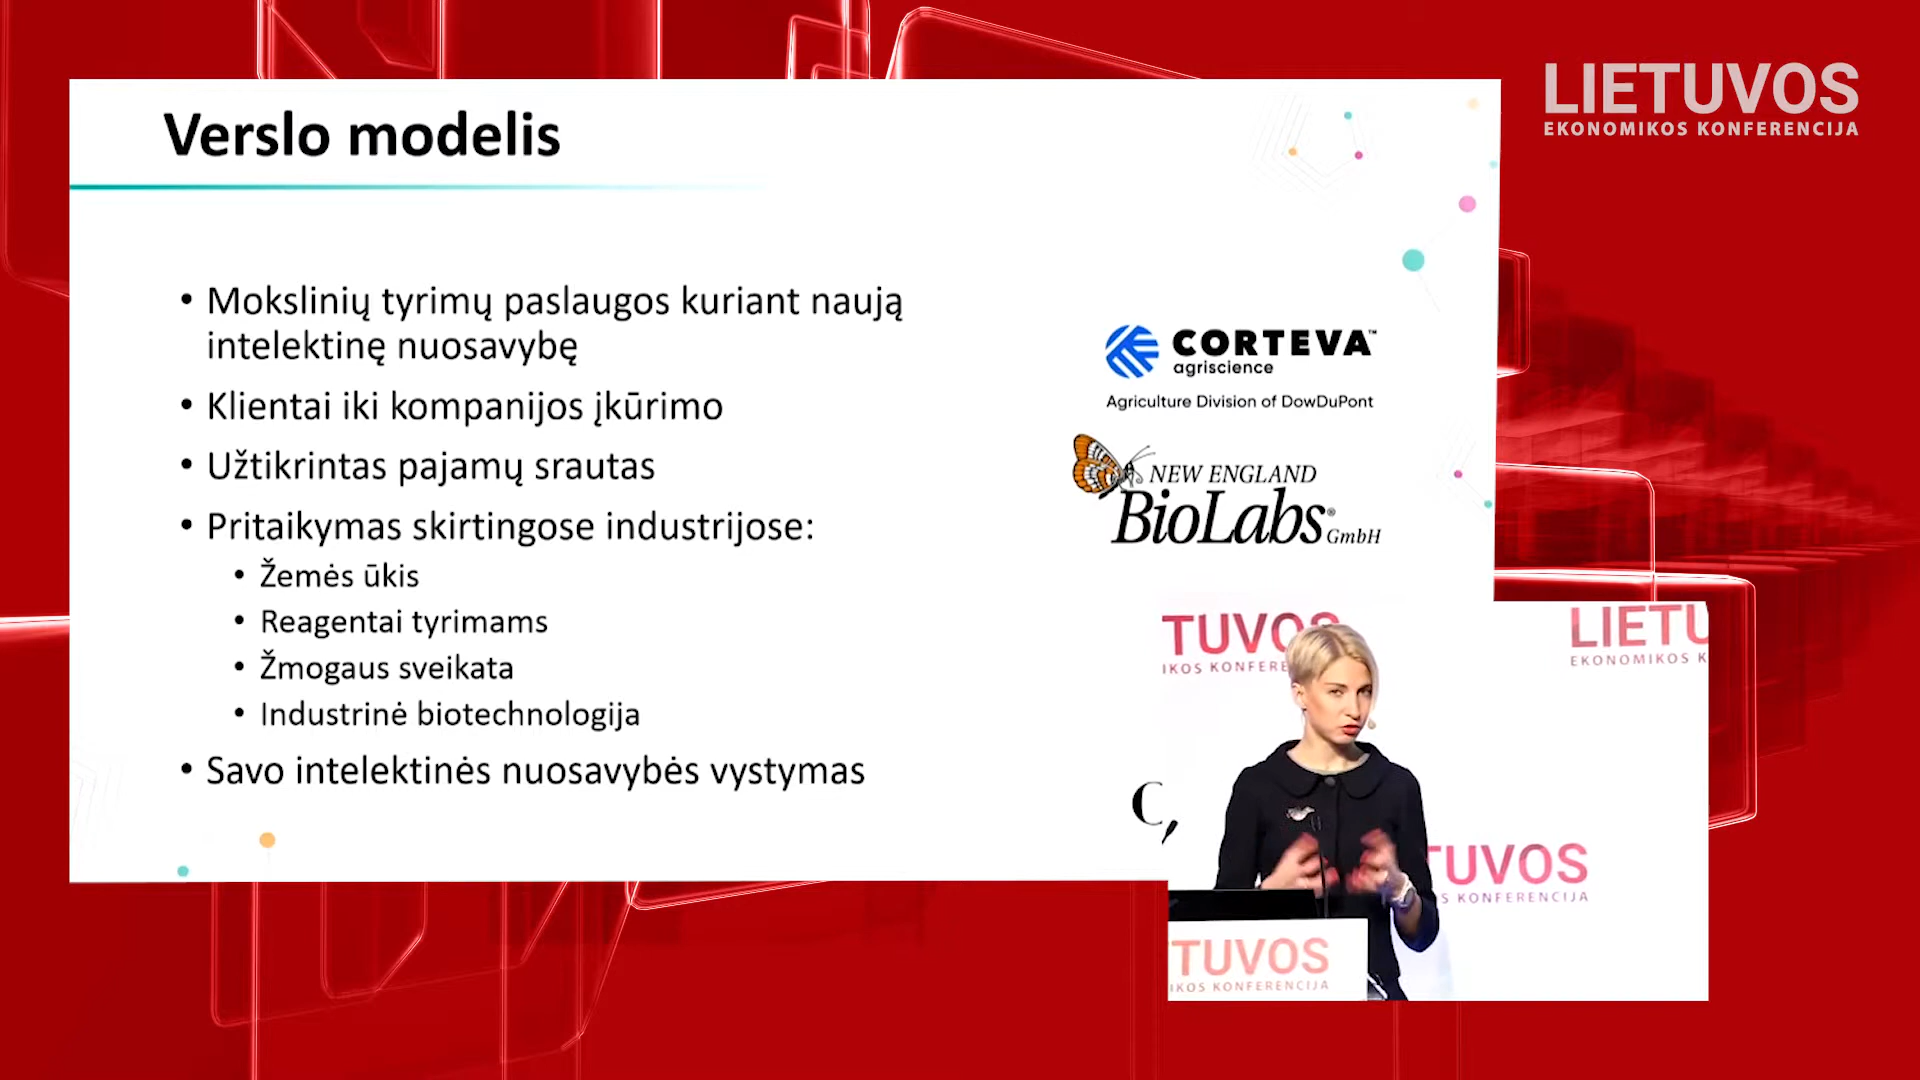 LIETUVOS
EKONOMIKOS KONFERENCIJA
Verslo modelis
• Mokslinių tyrimų paslaugos kuriant naują
intelektinę nuosavybę
• Klientai iki kompanijos įkūrimo
• Užtikrintas pajamų srautas
• Pritaikymas skirtingose industrijose:
• Žemės ūkis
• Reagentai tyrimams
• Žmogaus sveikata
• Industrinė biotechnologija
• Savo intelektinės nuosavybės vystymas
CORTEVA™
agriscience
Agriculture Division of DowDuPont
NEW ENGLAND
BioLabs® GmbH
C,
TUVOS
IKOS KONFERE
LIETU
EKONOMIKOS K
TUVOS
S KONFERENCIJA
TUVOS
IKOS KONFERENCIJA